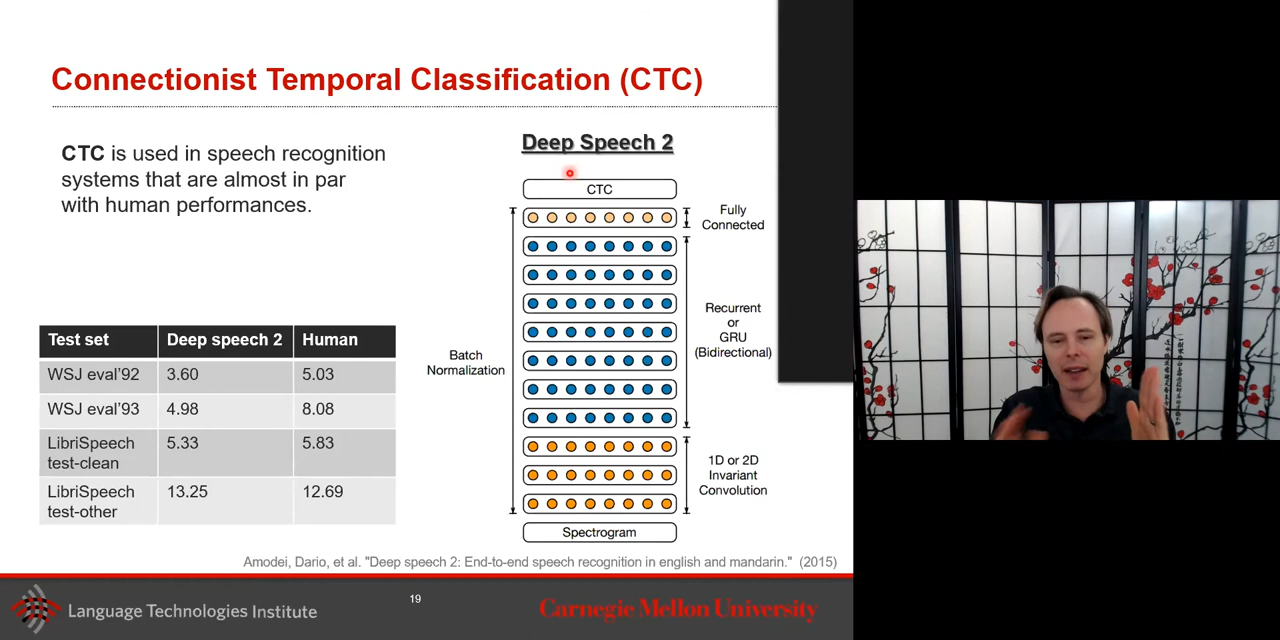 Connectionist Temporal Classification (CTC)
CTC is used in speech recognition
systems that are almost in par
with human performances.
Test set Deep speech 2 Human
WSJ eval'92 3.60 5.03
WSJ eval'93 4.98 8.08
LibriSpeech
test-clean
5.33 5.83
LibriSpeech
test-other
13.25 12.69
Deep Speech 2
CTC
Fully
Connected
Recurrent
or
GRU
(Bidirectional)
Batch
Normalization
1D or 2D
Invariant
Convolution
Spectrogram
Amodei, Dario, et al. "Deep speech 2: End-to-end speech recognition in english and mandarin." (2015)
Language Technologies Institute
19
Carnegie Mellon University